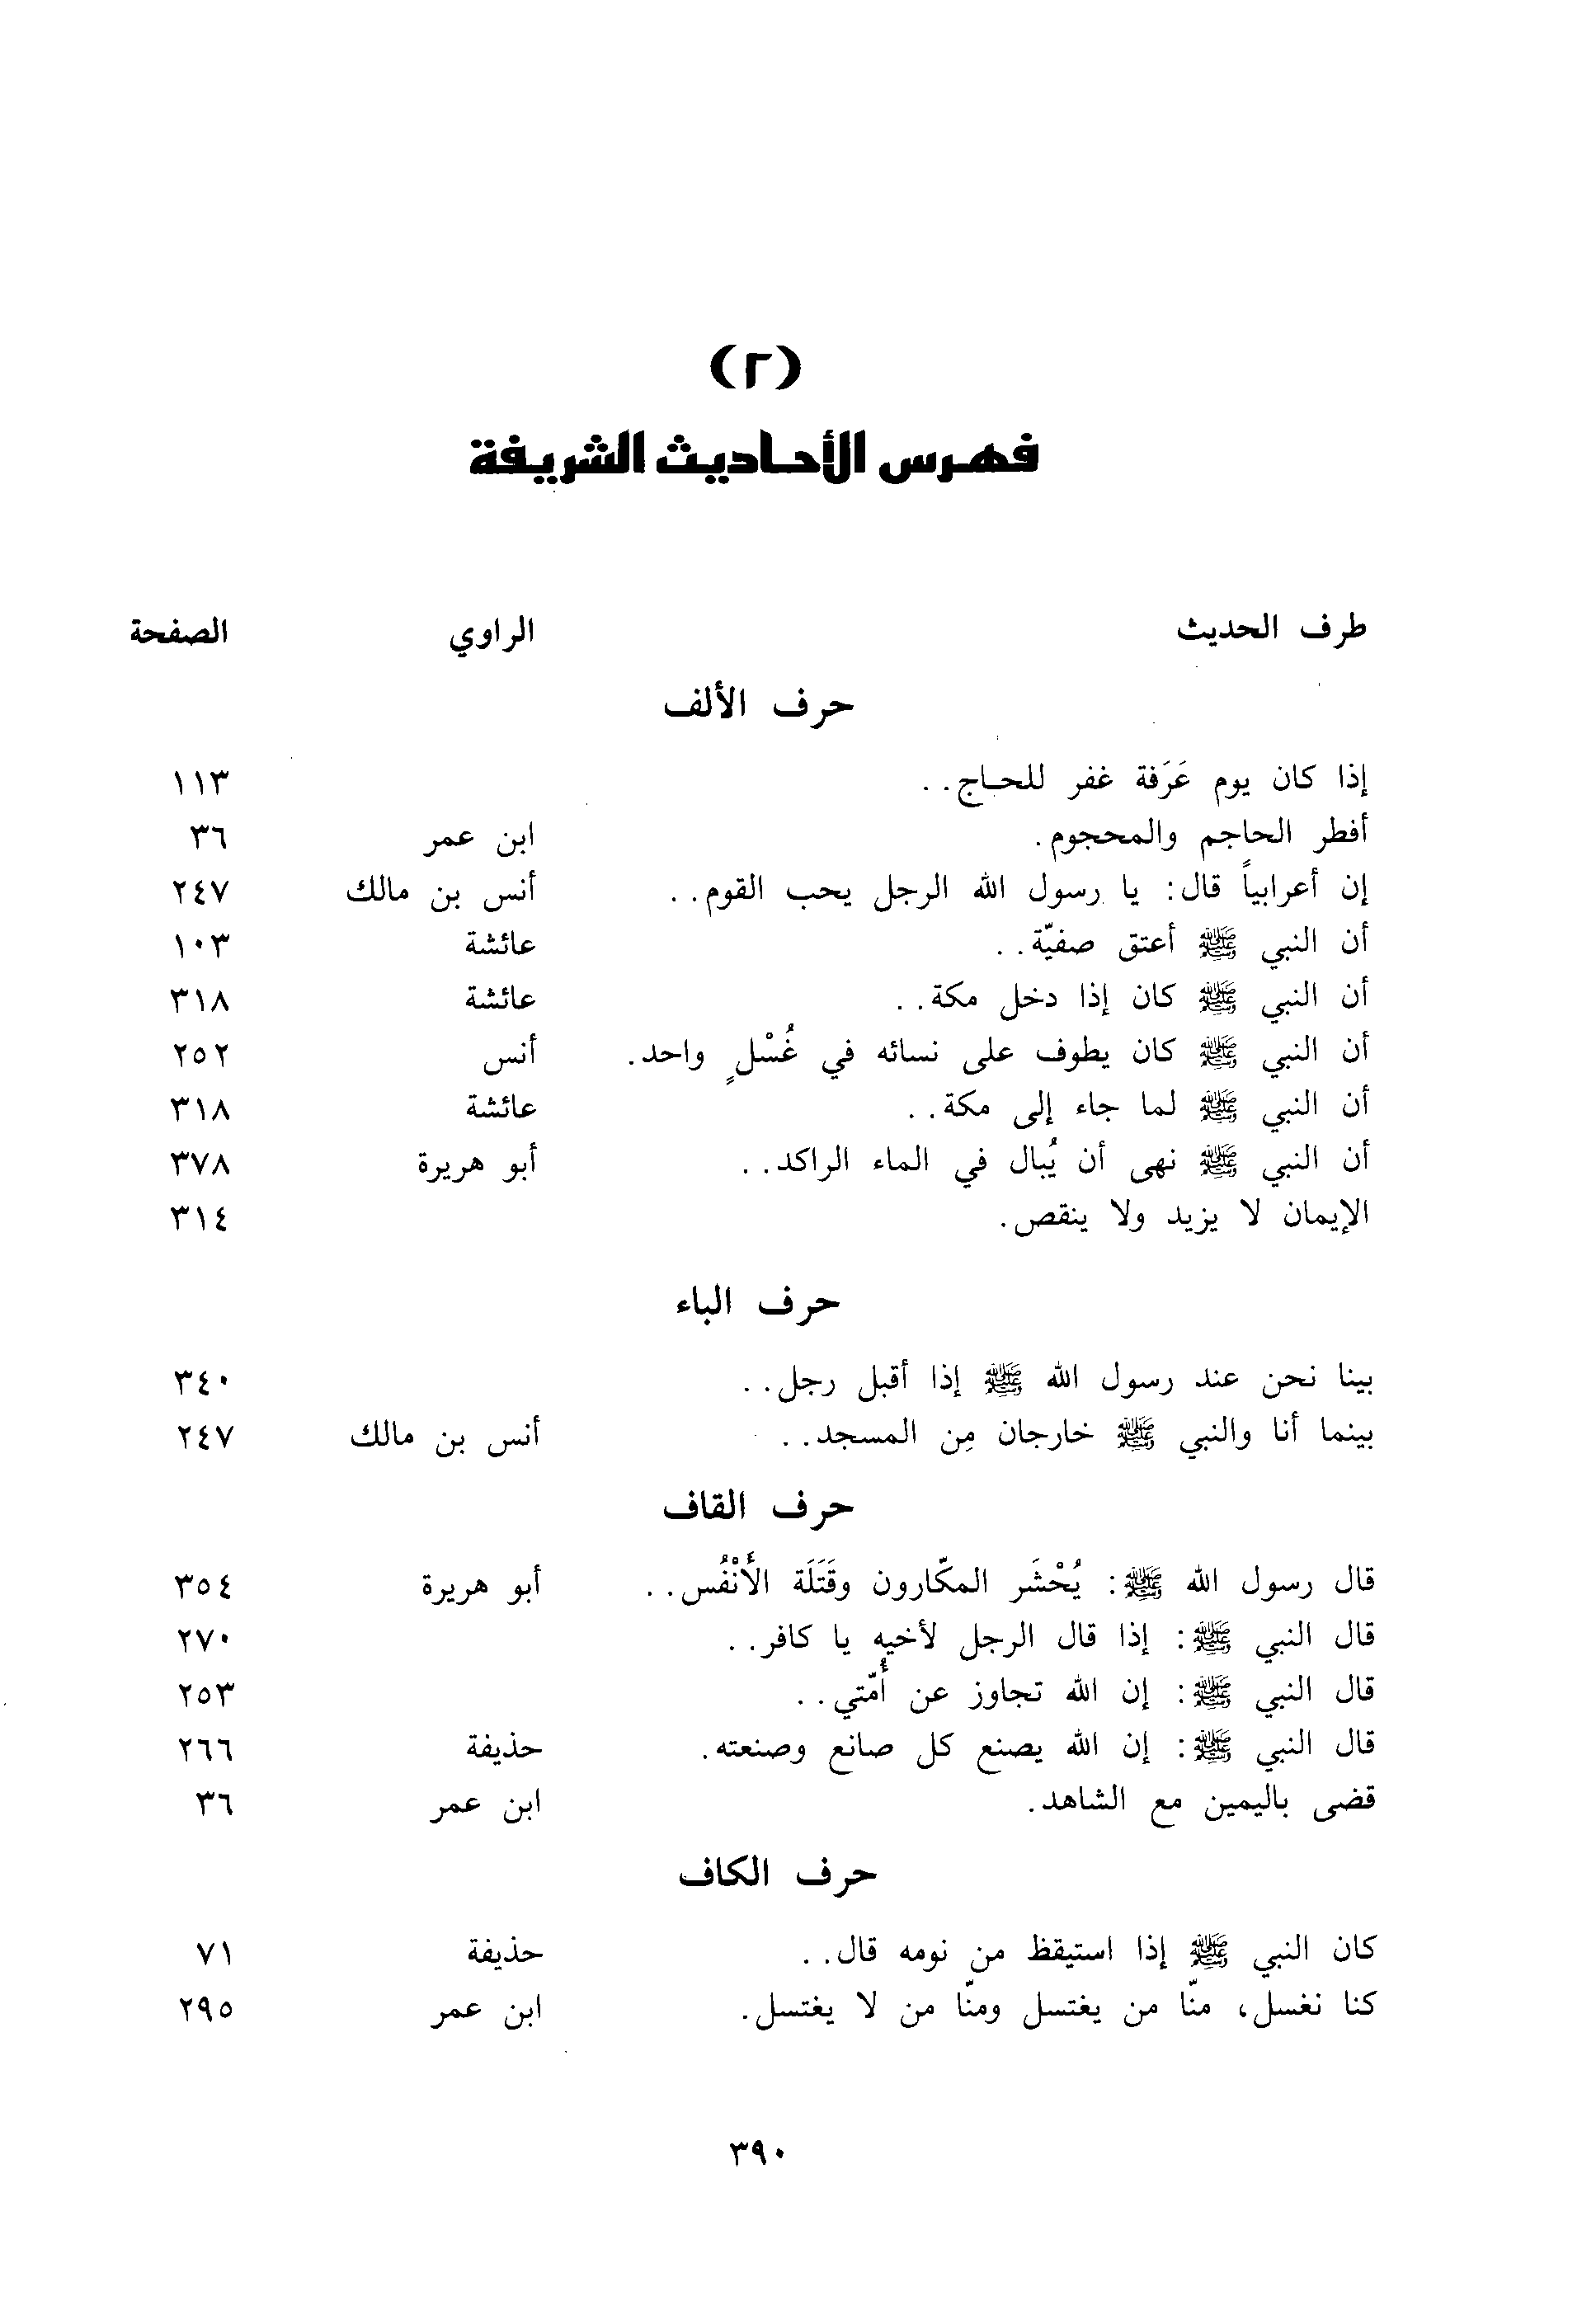 (٢)
فهرس الأحاديث الشريفة
طرف الحديث الراوي الصفحة
حرف الألف
إذا كان يوم عَرَفة غفر للحاج. . ١١٣
أفطر الحاجم والمحجوم. ابن عمر ٣٦
إن أعرابياً قال: يا رسول الله الرجل يحب القوم. . أنس بن مالك ٢٤٧
أن النبي ﷺ أعتق صفيّة. . عائشة ١٠٣
أن النبي ﷺ كان إذا دخل مكة. . عائشة ٣١٨
أن النبي ﷺ كان يطوف على نسائه في غُسْلٍ واحد. أنس ٢٥٢
أن النبي ﷺ لما جاء إلى مكة. . عائشة ٣١٨
أن النبي ﷺ نهى أن يُبال في الماء الراكد. . أبو هريرة ٣٧٨
الإيمان لا يزيد ولا ينقص. ٣١٤
حرف الباء
بينا نحن عند رسول الله ﷺ إذا أقبل رجل. . ٣٤٠
بينما أنا والنبي ﷺ خارجان مِن المسجد. . أنس بن مالك ٢٤٧
حرف القاف
قال رسول الله ﷺ: يُحْشَر المكّارون وقَتَلَة الأَنْفُس. . أبو هريرة ٣٥٤
قال النبي ﷺ: إذا قال الرجل لأخيه يا كافر. . ٢٧٠
قال النبي ﷺ: إن الله تجاوز عن أُمّتي. . ٢٥٣
قال النبي ﷺ: إن الله يصنع كل صانع وصنعته. حذيفة ٢٦٦
قضى باليمين مع الشاهد. ابن عمر ٣٦
حرف الكاف
كان النبي ﷺ إذا استيقظ من نومه قال. . حذيفة ٧١
كنا نغسل، منّا من يغتسل ومنّا من لا يغتسل. ابن عمر ٢٩٥
٣٩٠